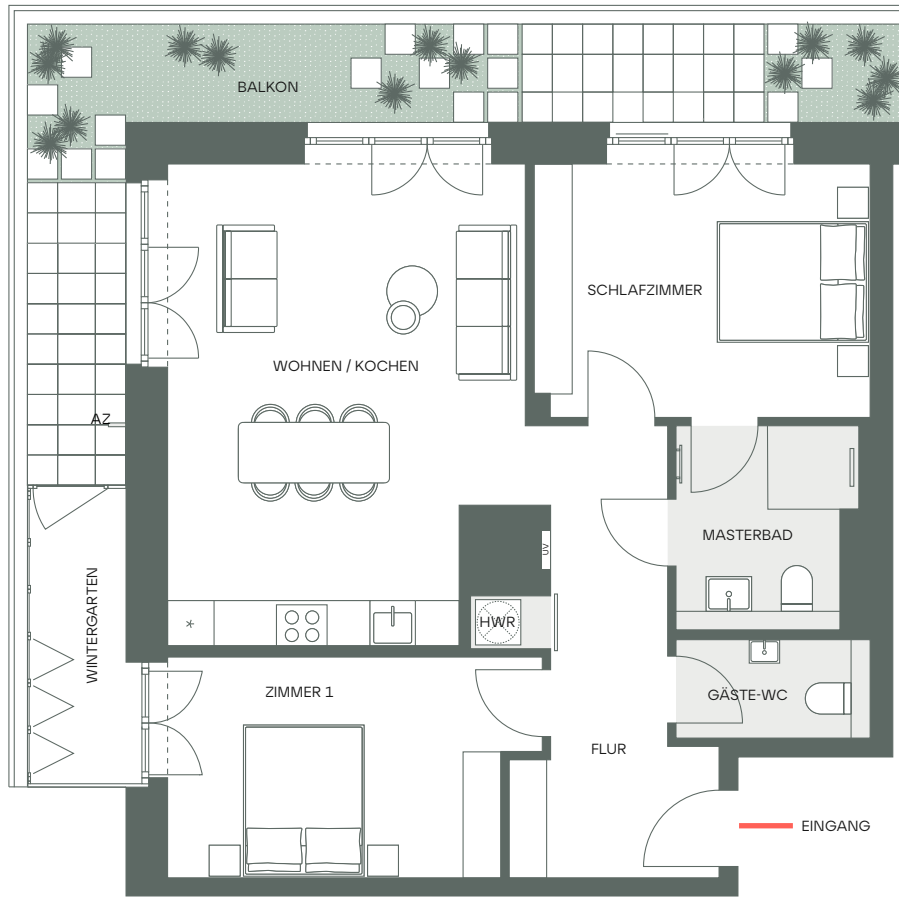 BALKON
SCHLAFZIMMER
WOHNEN / KOCHEN
AZ
MASTERBAD
UV
WINTERGARTEN
HWR
ZIMMER 1
GÄSTE-WC
FLUR
EINGANG